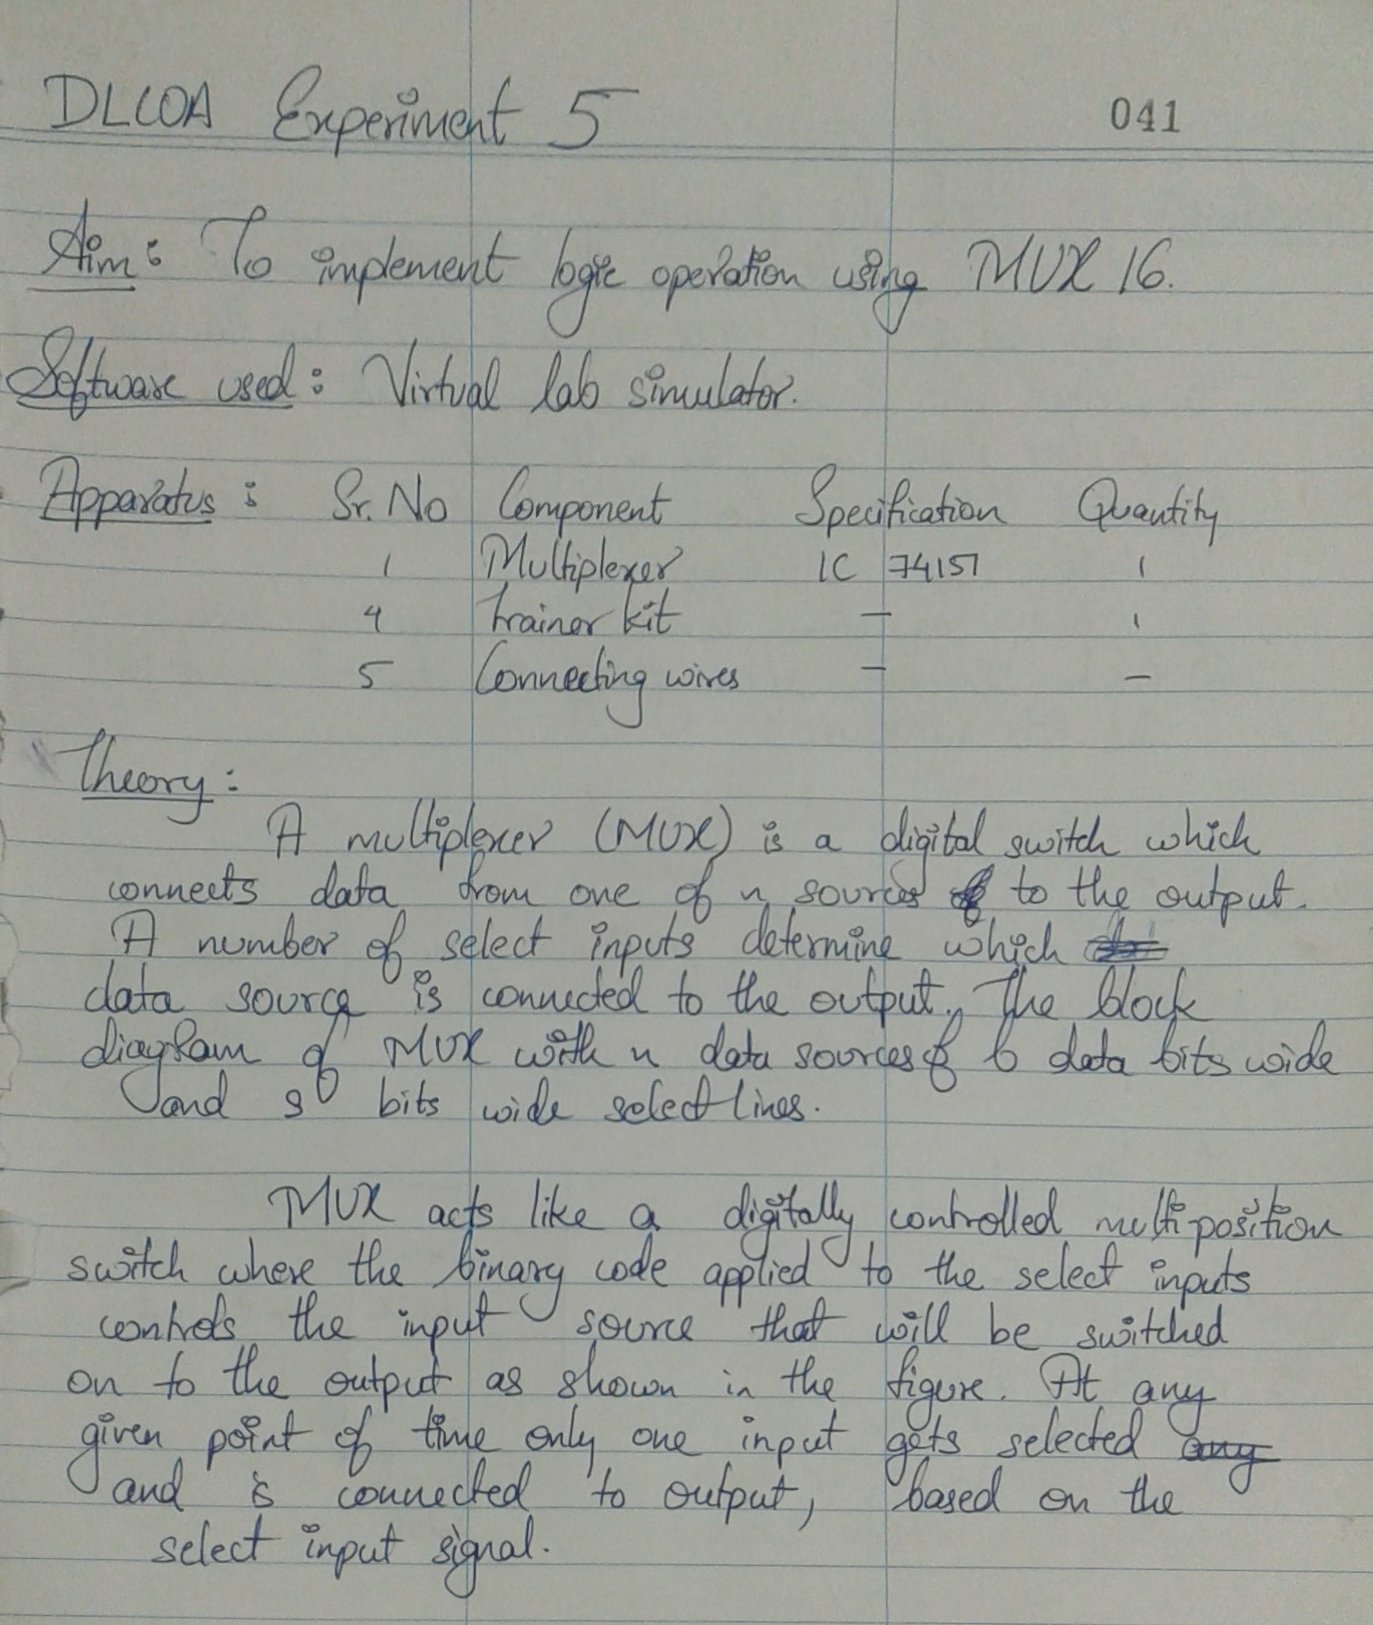 DLCOA Experiment 5 041
Aim: To implement logic operation using MUX 16.
Software used: Virtual lab simulator.
Apparatus: Sr. No Component Specification Quantity
1 Multiplexer IC 74151 1
4 trainer kit - 1
5 Connecting wires - -
Theory:
A multiplexer (MUX) is a digital switch which
connects data from one of n sources to the output.
A number of select inputs determine which
data source is connected to the output. The block
diagram of MUX with n data sources of b data bits wide
and s bits wide select lines.
MUX acts like a digitally controlled multi position
switch where the binary code applied to the select inputs
controls the input source that will be switched
on to the output as shown in the figure. At any
given point of time only one input gets selected any
and is connected to output, based on the
select input signal.